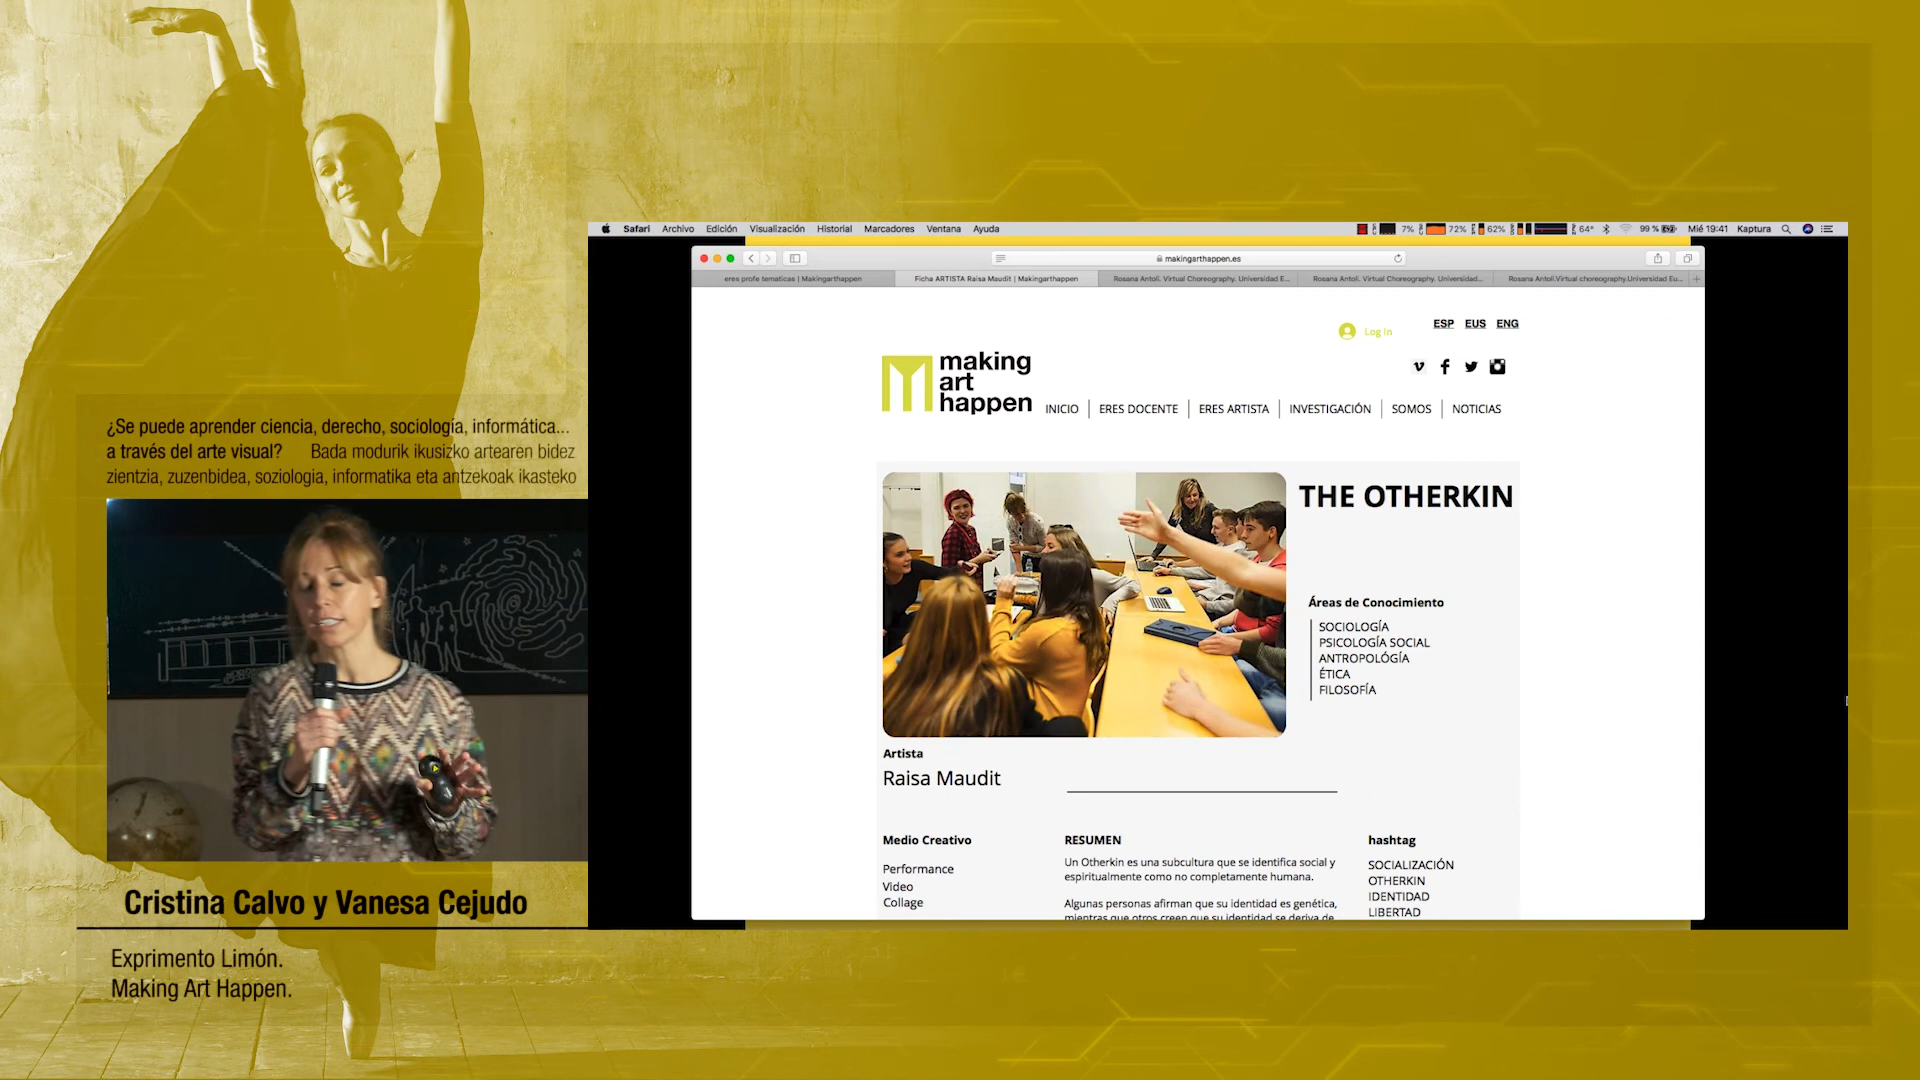 ¿Se puede aprender ciencia, derecho, sociología, informática...
a través del arte visual? Bada modurik ikusizko artearen bidez
zientzia, zuzenbidea, soziologia, informatika eta antzekoak ikasteko
Cristina Calvo y Vanesa Cejudo
Exprimento Limón.
Making Art Happen.
Safari Archivo Edición Visualización Historial Marcadores Ventana Ayuda
7% 72% 62% 64° 99 % Mié 19:41 Kaptura
makingarthappen.es
eres profe tematicas | Makingarthappen
Ficha ARTISTA Raisa Maudit | Makingarthappen
Rosana Antolí. Virtual Choreography. Universidad E...
Rosana Antolí. Virtual Choreography. Universidad...
Rosana Antolí.Virtual choreography.Universidad Eu...
Log In
ESP EUS ENG
making
art
happen
INICIO ERES DOCENTE ERES ARTISTA INVESTIGACIÓN SOMOS NOTICIAS
THE OTHERKIN
Áreas de Conocimiento
SOCIOLOGÍA
PSICOLOGÍA SOCIAL
ANTROPOLÓGÍA
ÉTICA
FILOSOFÍA
Artista
Raisa Maudit
Medio Creativo
Performance
Video
Collage
RESUMEN
Un Otherkin es una subcultura que se identifica social y
espiritualmente como no completamente humana.
Algunas personas afirman que su identidad es genética,
mientras que otros creen que su identidad se deriva de
hashtag
SOCIALIZACIÓN
OTHERKIN
IDENTIDAD
LIBERTAD